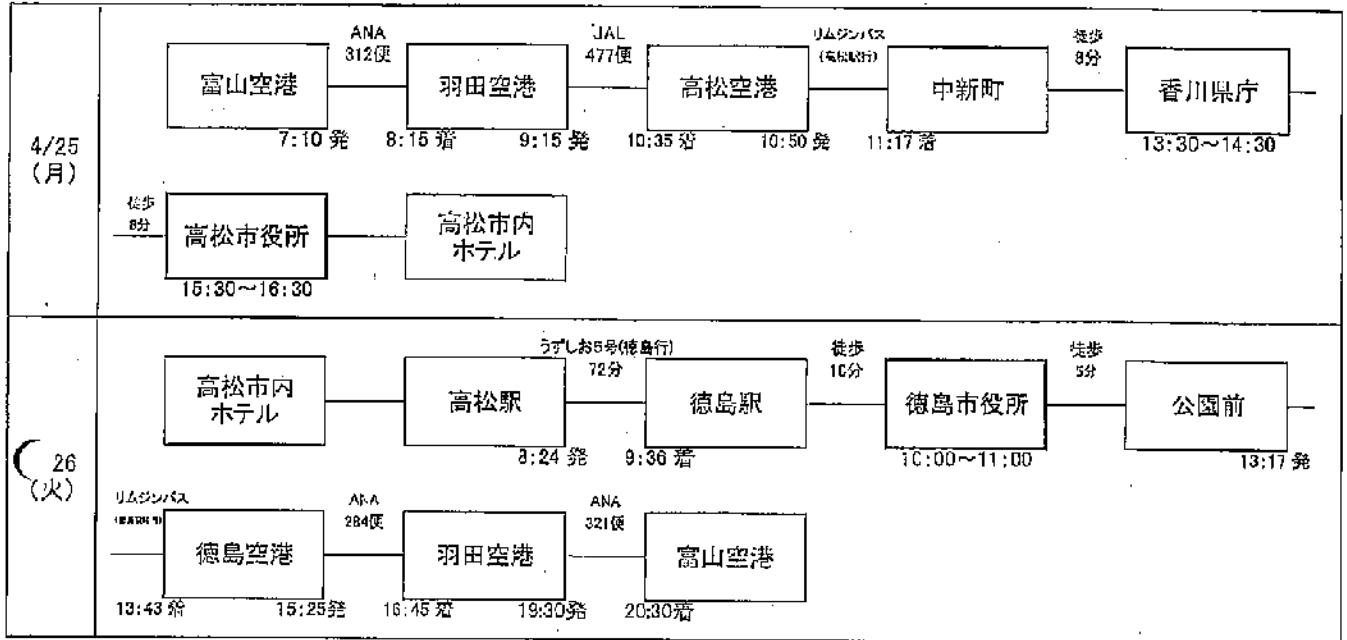 4/25
(月)
ANA
312便
JAL
477便
リムジンバス
(高松駅行)
徒歩
8分
富山空港
羽田空港
高松空港
中新町
香川県庁
7:10 発
8:15 着
9:15 発
10:35 着
10:50 発
11:17 着
13:30～14:30
徒歩
8分
高松市役所
高松市内
ホテル
15:30～16:30
26
(火)
うずしお5号(徳島行)
72分
徒歩
10分
徒歩
5分
高松市内
ホテル
高松駅
徳島駅
徳島市役所
公園前
8:24 発
9:36 着
10:00～11:00
13:17 発
リムジンバス
ANA
284便
ANA
321便
徳島空港
羽田空港
富山空港
13:43 着
15:25発
16:45 着
19:30発
20:30着